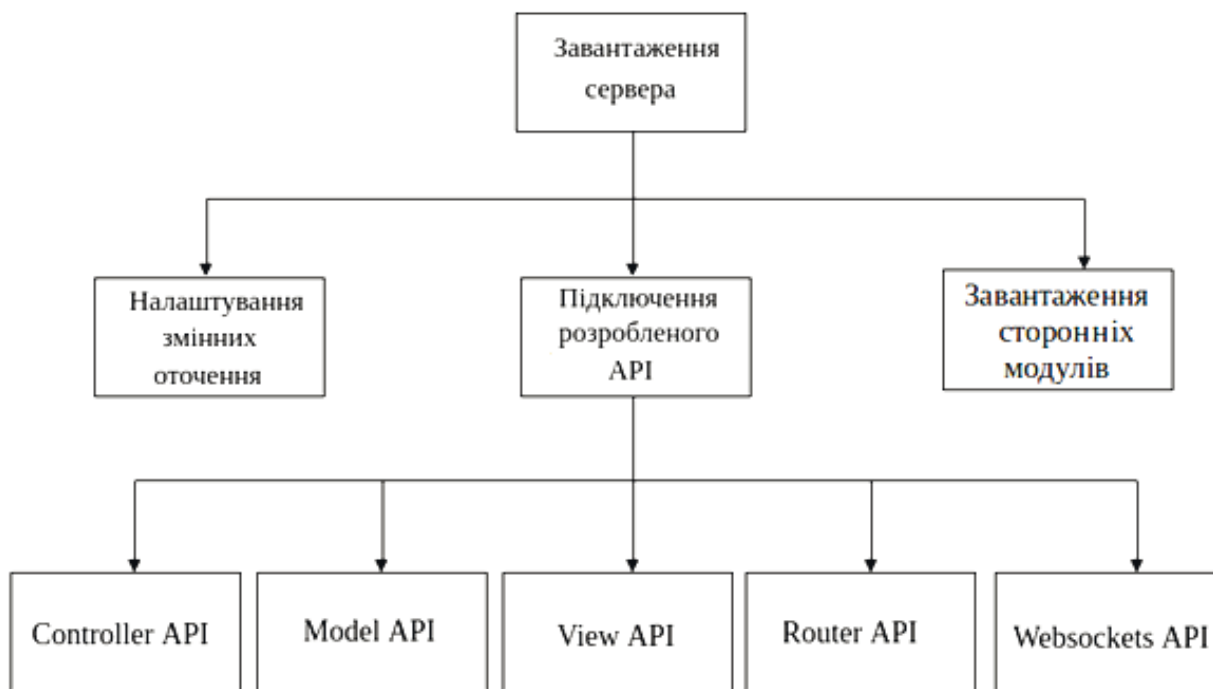 Завантаження
сервера
Налаштування
змінних
оточення
Підключення
розробленого
API
Завантаження
сторонніх
модулів
Controller API
Model API
View API
Router API
Websockets API